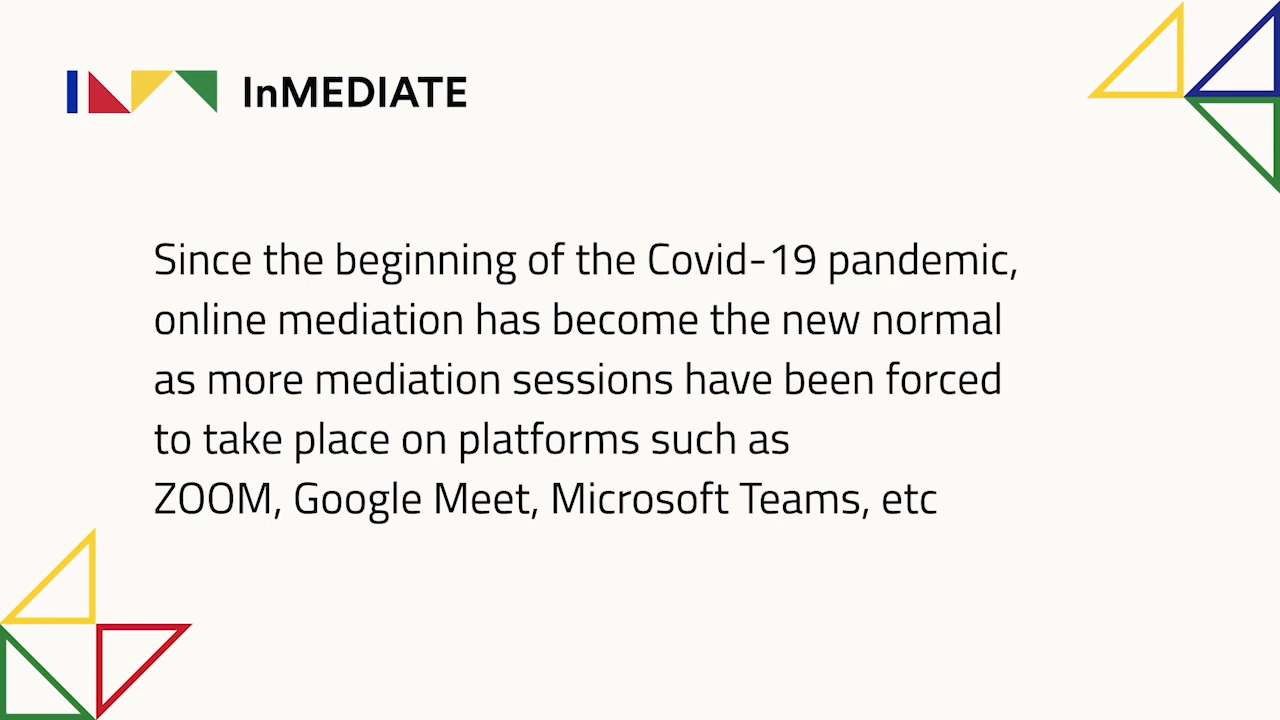 InMEDIATE
Since the beginning of the Covid-19 pandemic,
online mediation has become the new normal
as more mediation sessions have been forced
to take place on platforms such as
ZOOM, Google Meet, Microsoft Teams, etc